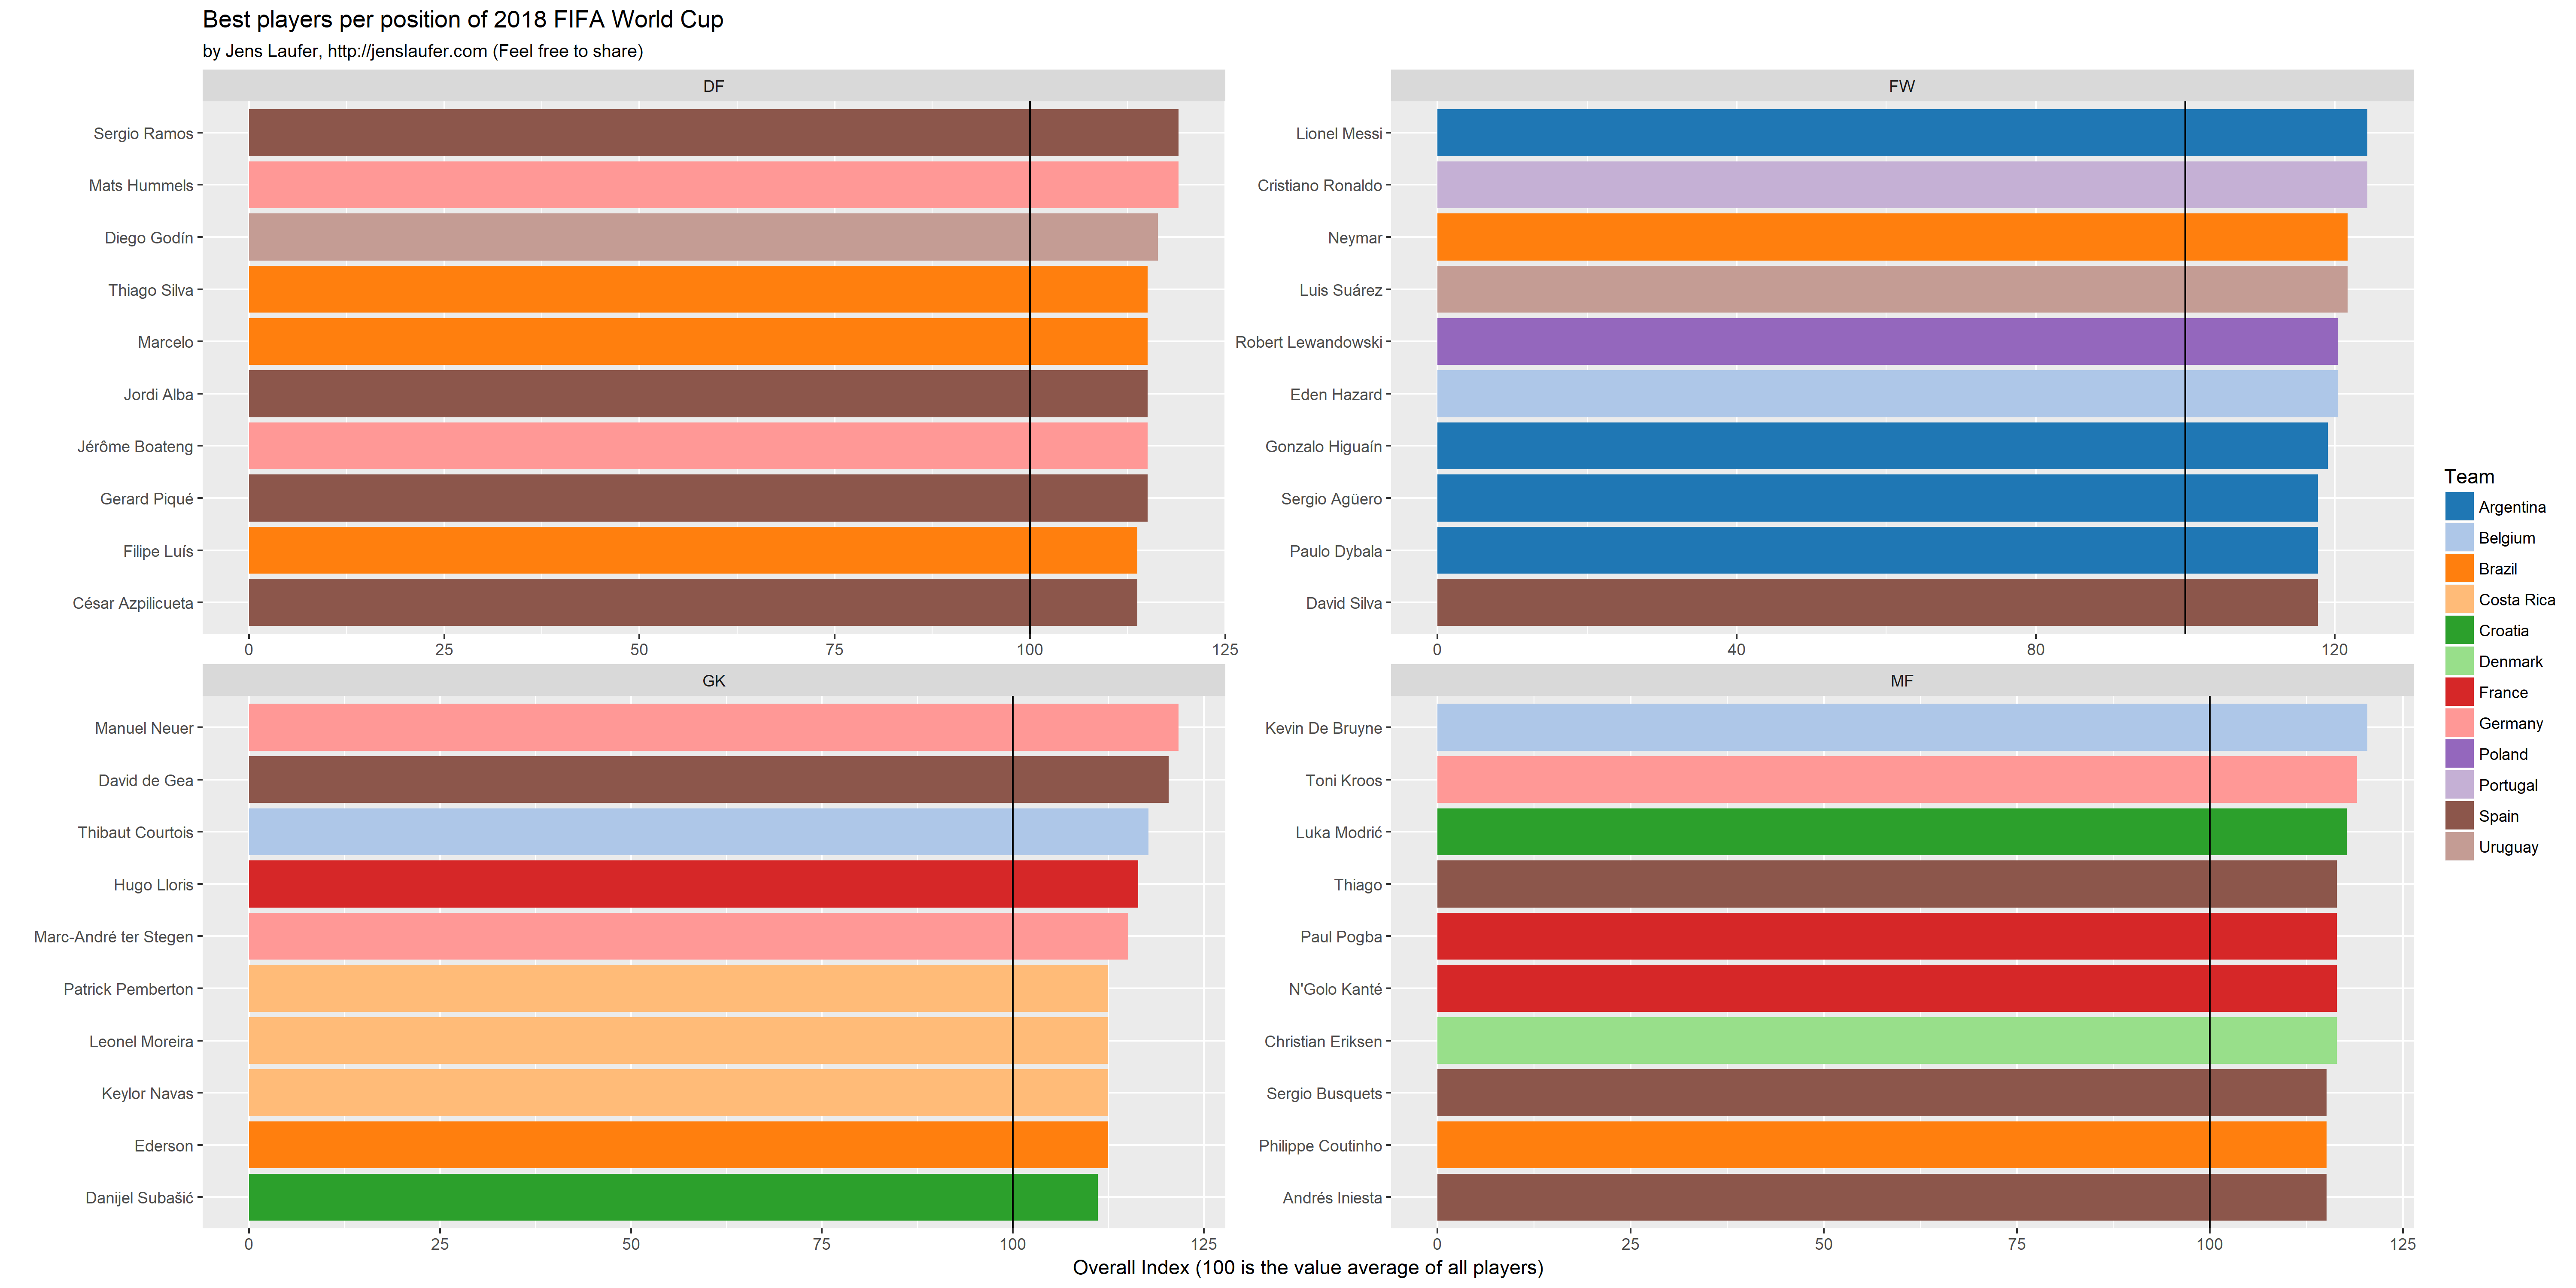 Best players per position of 2018 FIFA World Cup
by Jens Laufer, http://jenslaufer.com (Feel free to share)
DF
Sergio Ramos
Mats Hummels
Diego Godín
Thiago Silva
Marcelo
Jordi Alba
Jérôme Boateng
Gerard Piqué
Filipe Luís
César Azpilicueta
0 25 50 75 100 125
FW
Lionel Messi
Cristiano Ronaldo
Neymar
Luis Suárez
Robert Lewandowski
Eden Hazard
Gonzalo Higuaín
Sergio Agüero
Paulo Dybala
David Silva
0 40 80 120
GK
Manuel Neuer
David de Gea
Thibaut Courtois
Hugo Lloris
Marc-André ter Stegen
Patrick Pemberton
Leonel Moreira
Keylor Navas
Ederson
Danijel Subašić
0 25 50 75 100 125
MF
Kevin De Bruyne
Toni Kroos
Luka Modrić
Thiago
Paul Pogba
N'Golo Kanté
Christian Eriksen
Sergio Busquets
Philippe Coutinho
Andrés Iniesta
0 25 50 75 100 125
Overall Index (100 is the value average of all players)
Team
Argentina
Belgium
Brazil
Costa Rica
Croatia
Denmark
France
Germany
Poland
Portugal
Spain
Uruguay